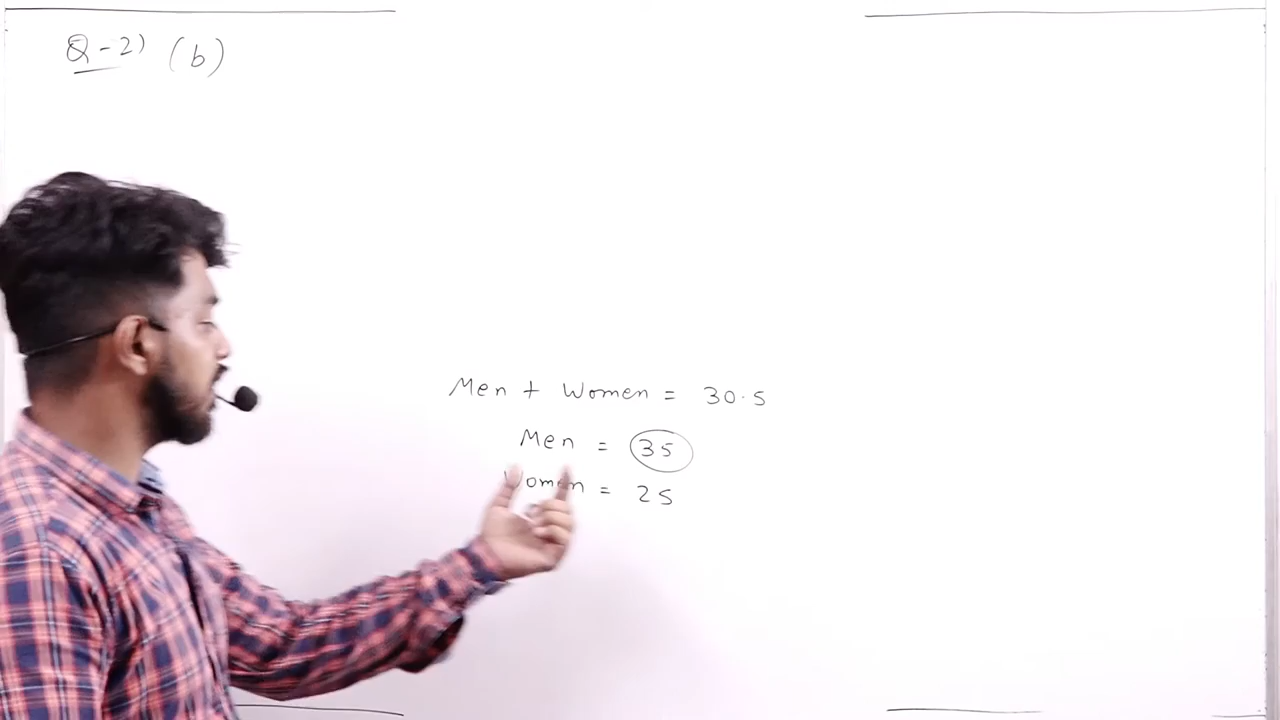 Q-2) (b)
Men + Women = 30.5
Men = 35
Women = 25